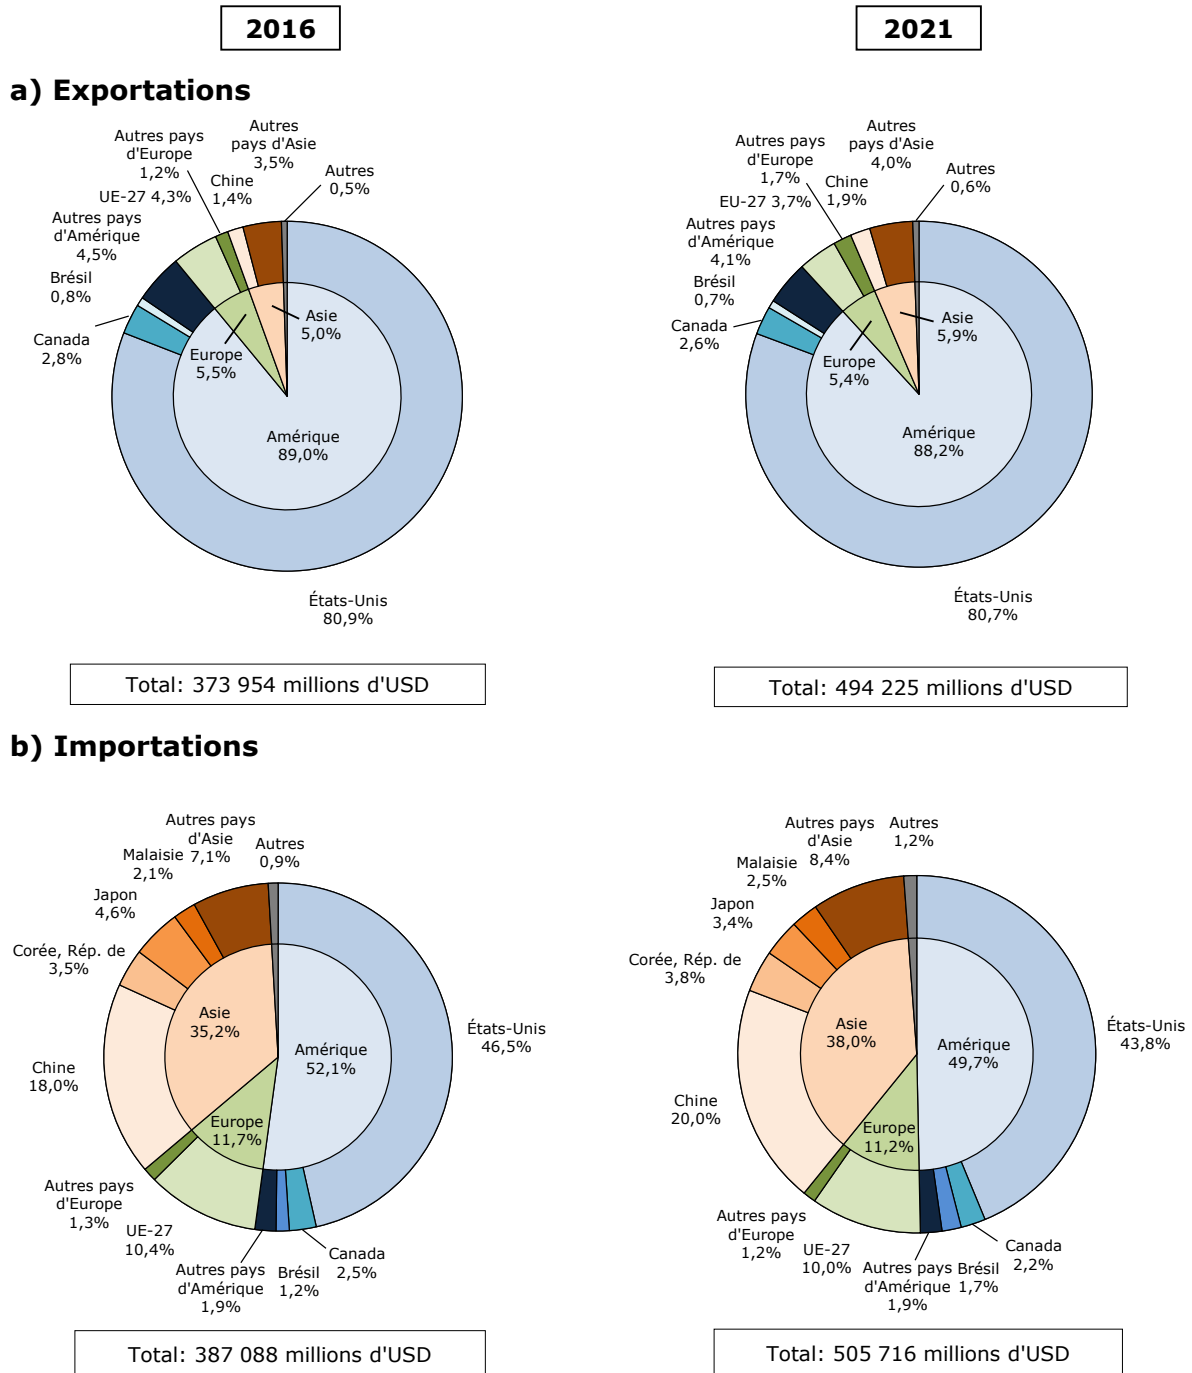 2016
2021
a) Exportations
Autres pays
d'Europe
1,2%
UE-27 4,3%
Chine
1,4%
Autres
pays d'Asie
3,5%
Autres
0,5%
Autres pays
d'Amérique
4,5%
Brésil
0,8%
Canada
2,8%
Europe
5,5%
Asie
5,0%
Amérique
89,0%
États-Unis
80,9%
Total: 373 954 millions d'USD
Autres pays
d'Europe
1,7%
EU-27 3,7%
Chine
1,9%
Autres
pays d'Asie
4,0%
Autres
0,6%
Autres pays
d'Amérique
4,1%
Brésil
0,7%
Canada
2,6%
Europe
5,4%
Asie
5,9%
Amérique
88,2%
États-Unis
80,7%
Total: 494 225 millions d'USD
b) Importations
Autres pays
d'Asie
7,1%
Autres
0,9%
Malaisie
2,1%
Japon
4,6%
Corée, Rép. de
3,5%
Asie
35,2%
Amérique
52,1%
États-Unis
46,5%
Chine
18,0%
Europe
11,7%
Autres pays
d'Europe
1,3%
UE-27
10,4%
Autres pays
d'Amérique
1,9%
Brésil
1,2%
Canada
2,5%
Total: 387 088 millions d'USD
Autres pays
d'Asie
8,4%
Autres
1,2%
Malaisie
2,5%
Japon
3,4%
Corée, Rép. de
3,8%
Asie
38,0%
Amérique
49,7%
États-Unis
43,8%
Chine
20,0%
Europe
11,2%
Autres pays
d'Europe
1,2%
UE-27
10,0%
Autres pays
d'Amérique
1,9%
Brésil
1,7%
Canada
2,2%
Total: 505 716 millions d'USD